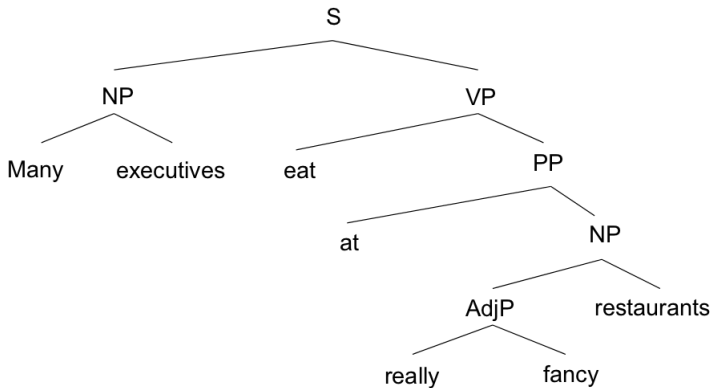 S
NP VP
Many executives eat PP
at NP
AdjP restaurants
really fancy